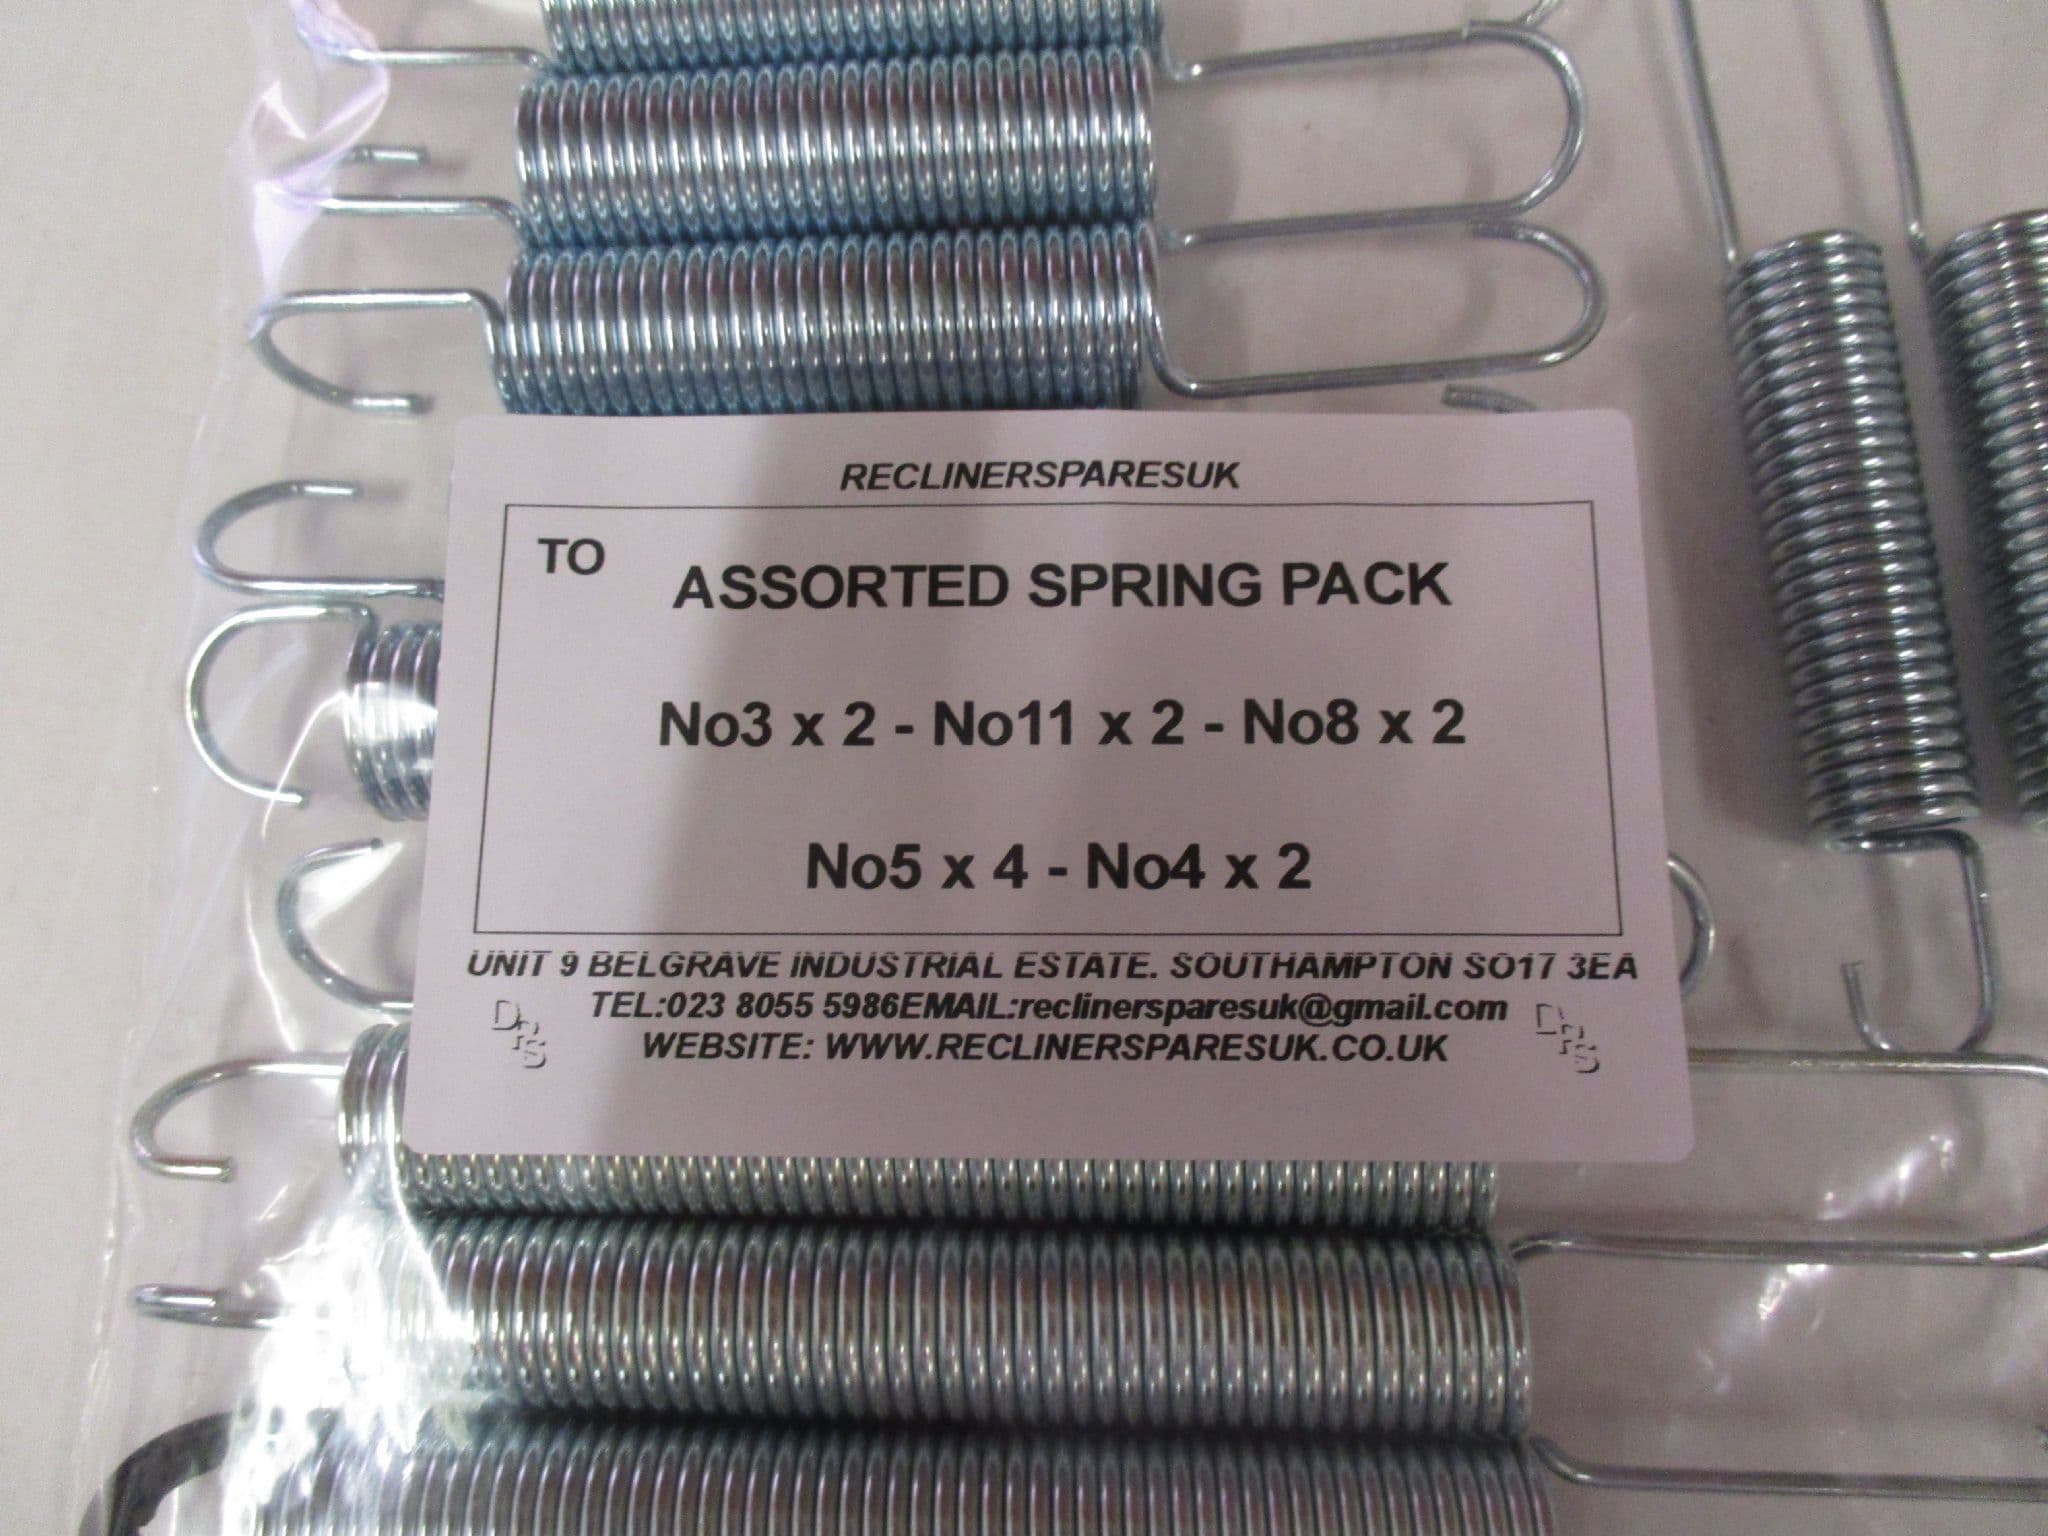 RECLINERSPARESUK
TO
ASSORTED SPRING PACK
No3 x 2 - No11 x 2 - No8 x 2
No5 x 4 - No4 x 2
UNIT 9 BELGRAVE INDUSTRIAL ESTATE. SOUTHAMPTON SO17 3EA
TEL:023 8055 5986EMAIL:reclinersparesuk@gmail.com
WEBSITE: WWW.RECLINERSPARESUK.CO.UK